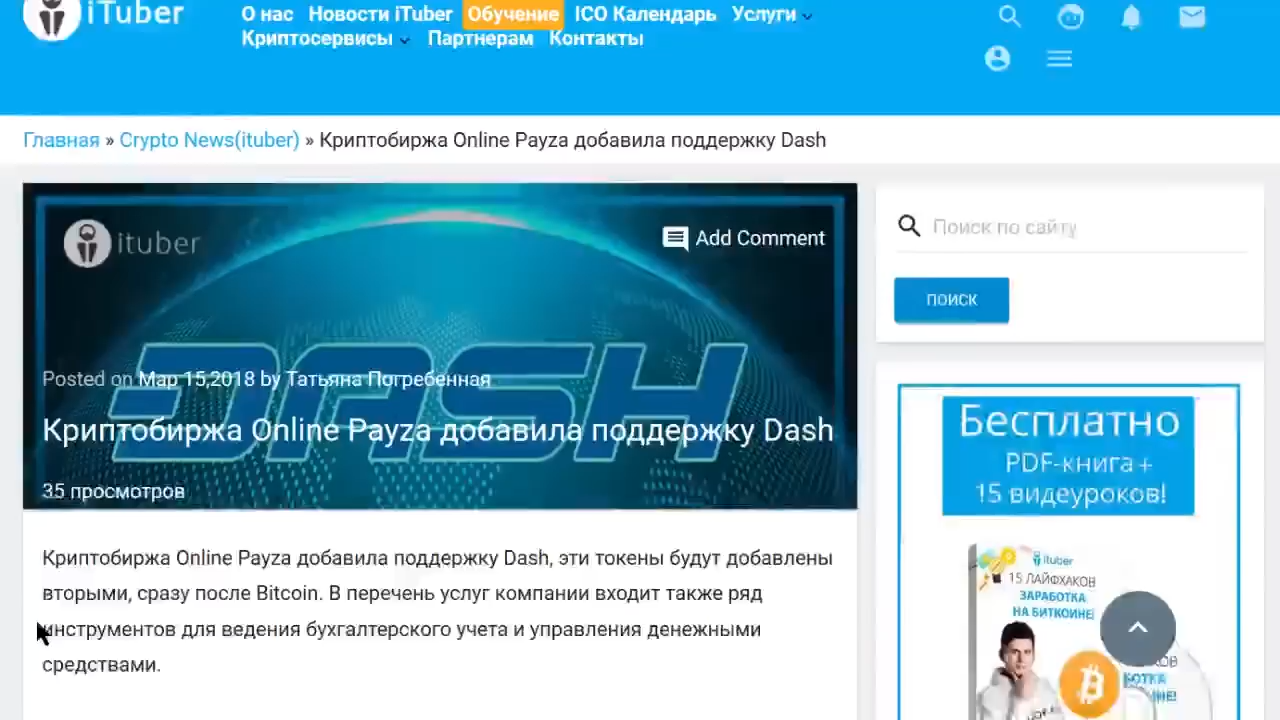 iTuber
О нас Новости iTuber Обучение ICO Календарь Услуги
Криптосервисы Партнерам Контакты
Главная » Crypto News(ituber) » Криптобиржа Online Payza добавила поддержку Dash
ituber
Add Comment
DASH
Posted on Мар 15,2018 by Татьяна Погребенная
Криптобиржа Online Payza добавила поддержку Dash
35 просмотров
Криптобиржа Online Payza добавила поддержку Dash, эти токены будут добавлены
вторыми, сразу после Bitcoin. В перечень услуг компании входит также ряд
инструментов для ведения бухгалтерского учета и управления денежными
средствами.
Поиск по сайту
ПОИСК
Бесплатно
PDF-книга +
15 видеоуроков!
ituber
15 ЛАЙФХАКОВ
ЗАРАБОТКА
НА БИТКОИНЕ!